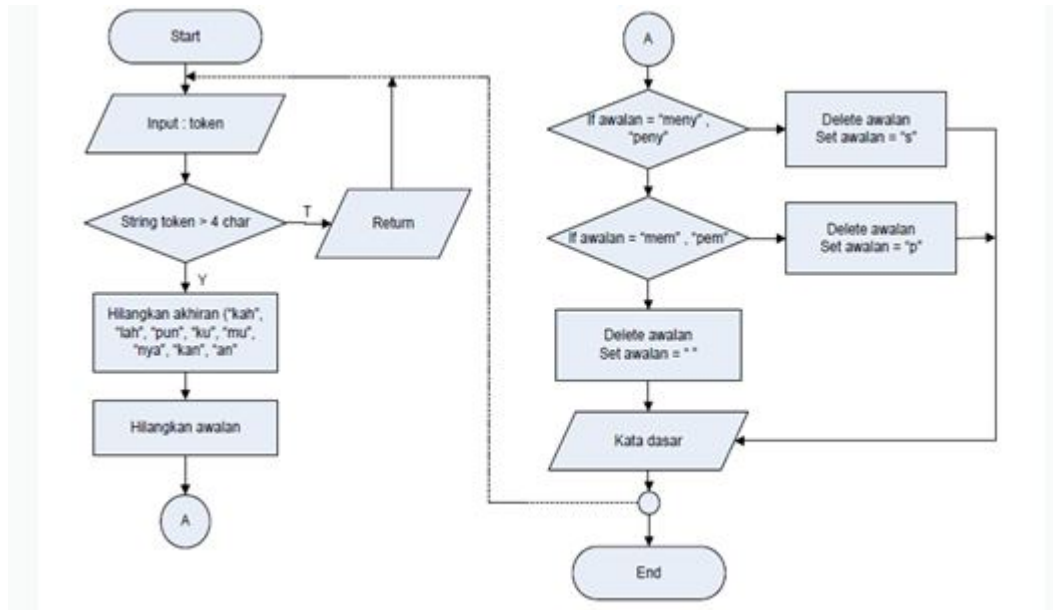 Start
Input : token
String token > 4 char
T
Return
Y
Hilangkan akhiran ("kah",
"lah", "pun", "ku", "mu",
"nya", "kan", "an"
Hilangkan awalan
A
A
If awalan = "meny" ,
"peny"
Delete awalan
Set awalan = "s"
If awalan = "mem" , "pem"
Delete awalan
Set awalan = "p"
Delete awalan
Set awalan = " "
Kata dasar
End